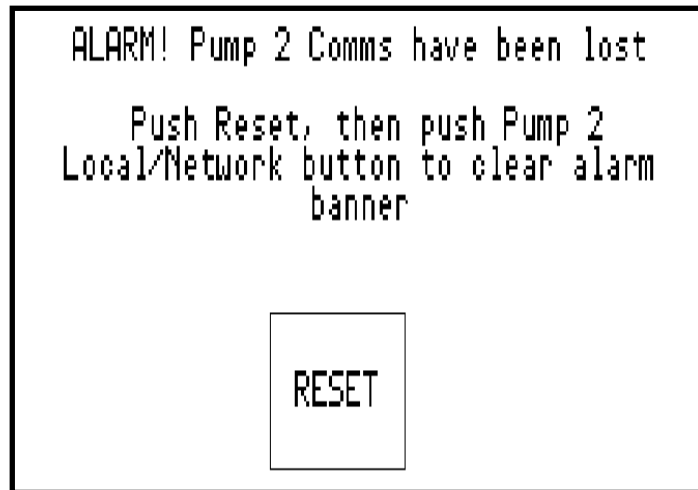 ALARM! Pump 2 Comms have been lost
Push Reset, then push Pump 2
Local/Network button to clear alarm
banner
RESET